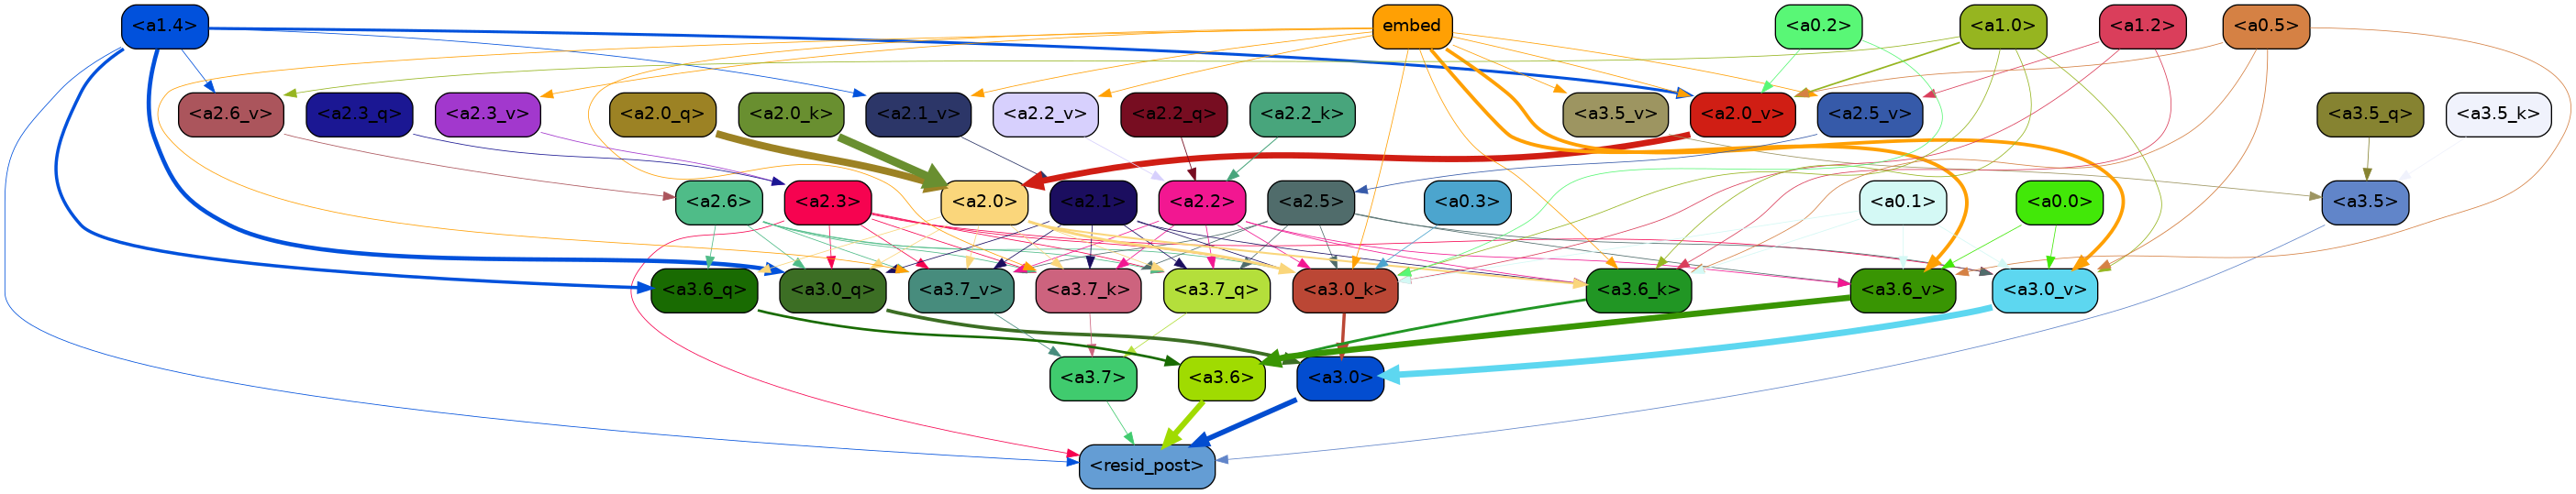 <a1.4> embed <a0.2> <a1.0> <a1.2> <a0.5>
<a2.6_v> <a2.3_q> <a2.3_v> <a2.0_q> <a2.0_k> <a2.1_v> <a2.2_v> <a2.2_q> <a2.2_k> <a3.5_v> <a2.0_v> <a2.5_v> <a3.5_q> <a3.5_k>
<a2.6> <a2.3> <a2.0> <a2.1> <a2.2> <a2.5> <a0.3> <a0.1> <a0.0> <a3.5>
<a3.6_q> <a3.0_q> <a3.7_v> <a3.7_k> <a3.7_q> <a3.0_k> <a3.6_k> <a3.6_v> <a3.0_v>
<a3.7> <a3.6> <a3.0>
<resid_post>